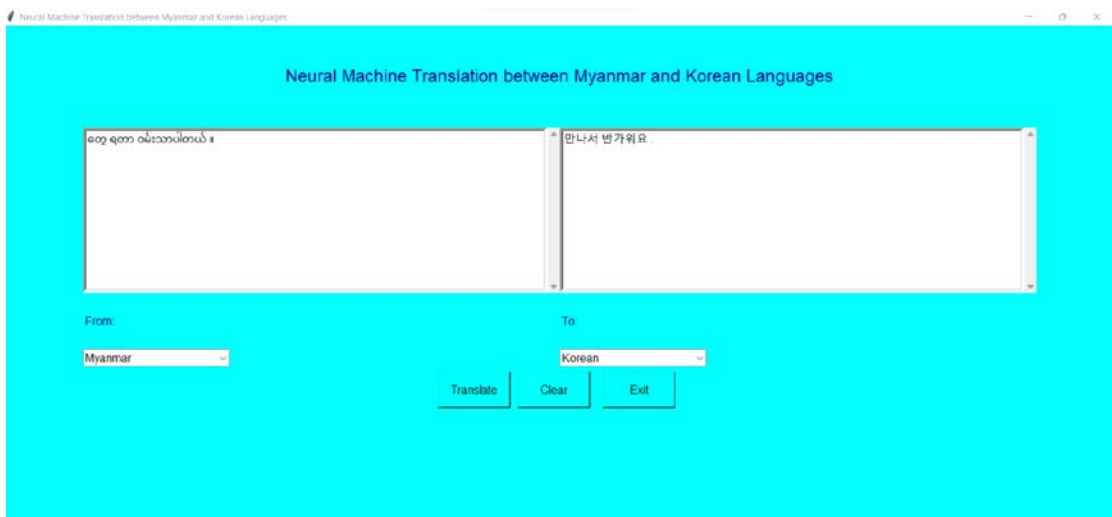 Neural Machine Translation between Myanmar and Korean Languages
Neural Machine Translation between Myanmar and Korean Languages
တွေ့ ရတာ ဝမ်းသာပါတယ် ။
만나서 반가워요 .
From:
To:
Myanmar
Korean
Translate Clear Exit